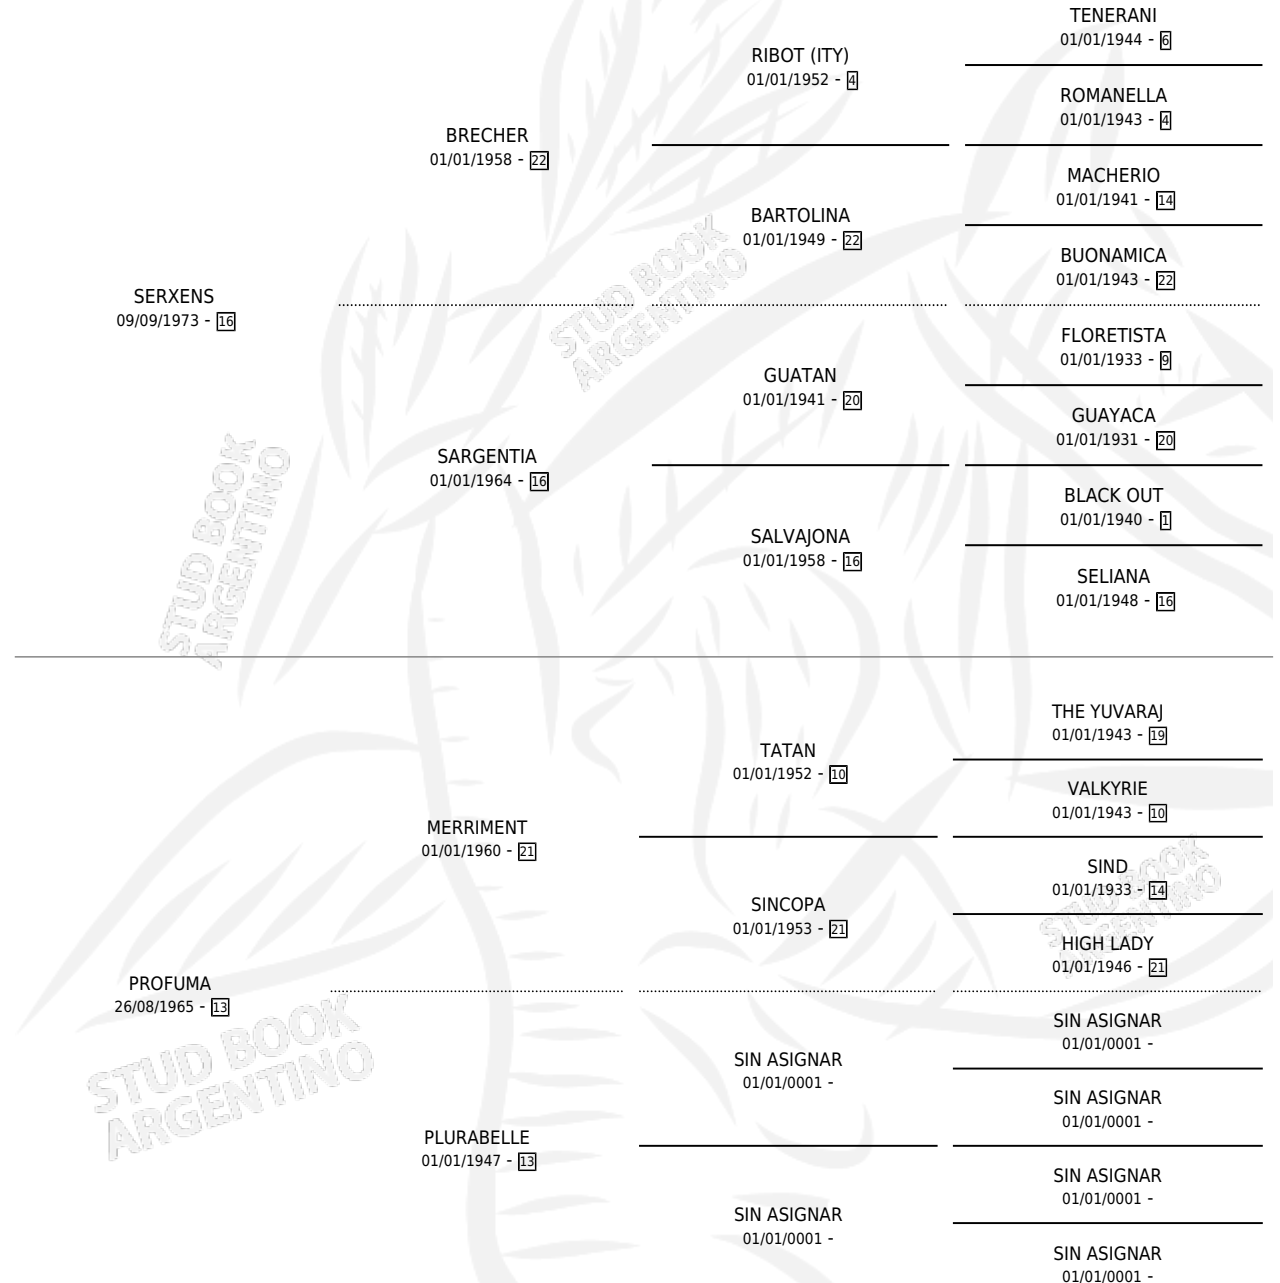 TENERANI
01/01/1944 - 6
RIBOT (ITY)
01/01/1952 - 4
ROMANELLA
01/01/1943 - 4
BRECHER
01/01/1958 - 22
MACHERIO
01/01/1941 - 14
BARTOLINA
01/01/1949 - 22
BUONAMICA
01/01/1943 - 22
SERXENS
09/09/1973 - 16
FLORETISTA
01/01/1933 - 9
GUATAN
01/01/1941 - 20
GUAYACA
01/01/1931 - 20
SARGENTIA
01/01/1964 - 16
BLACK OUT
01/01/1940 - 1
SALVAJONA
01/01/1958 - 16
SELIANA
01/01/1948 - 16
THE YUVARAJ
01/01/1943 - 19
TATAN
01/01/1952 - 10
VALKYRIE
01/01/1943 - 10
MERRIMENT
01/01/1960 - 21
SIND
01/01/1933 - 14
SINCOPA
01/01/1953 - 21
HIGH LADY
01/01/1946 - 21
PROFUMA
26/08/1965 - 13
SIN ASIGNAR
01/01/0001 -
SIN ASIGNAR
01/01/0001 -
SIN ASIGNAR
01/01/0001 -
PLURABELLE
01/01/1947 - 13
SIN ASIGNAR
01/01/0001 -
SIN ASIGNAR
01/01/0001 -
SIN ASIGNAR
01/01/0001 -
STUD BOOK
ARGENTINO
STUD BOOK
ARGENTINO
STUD BOOK
ARGENTINO
STUD BOOK
ARGENTINO